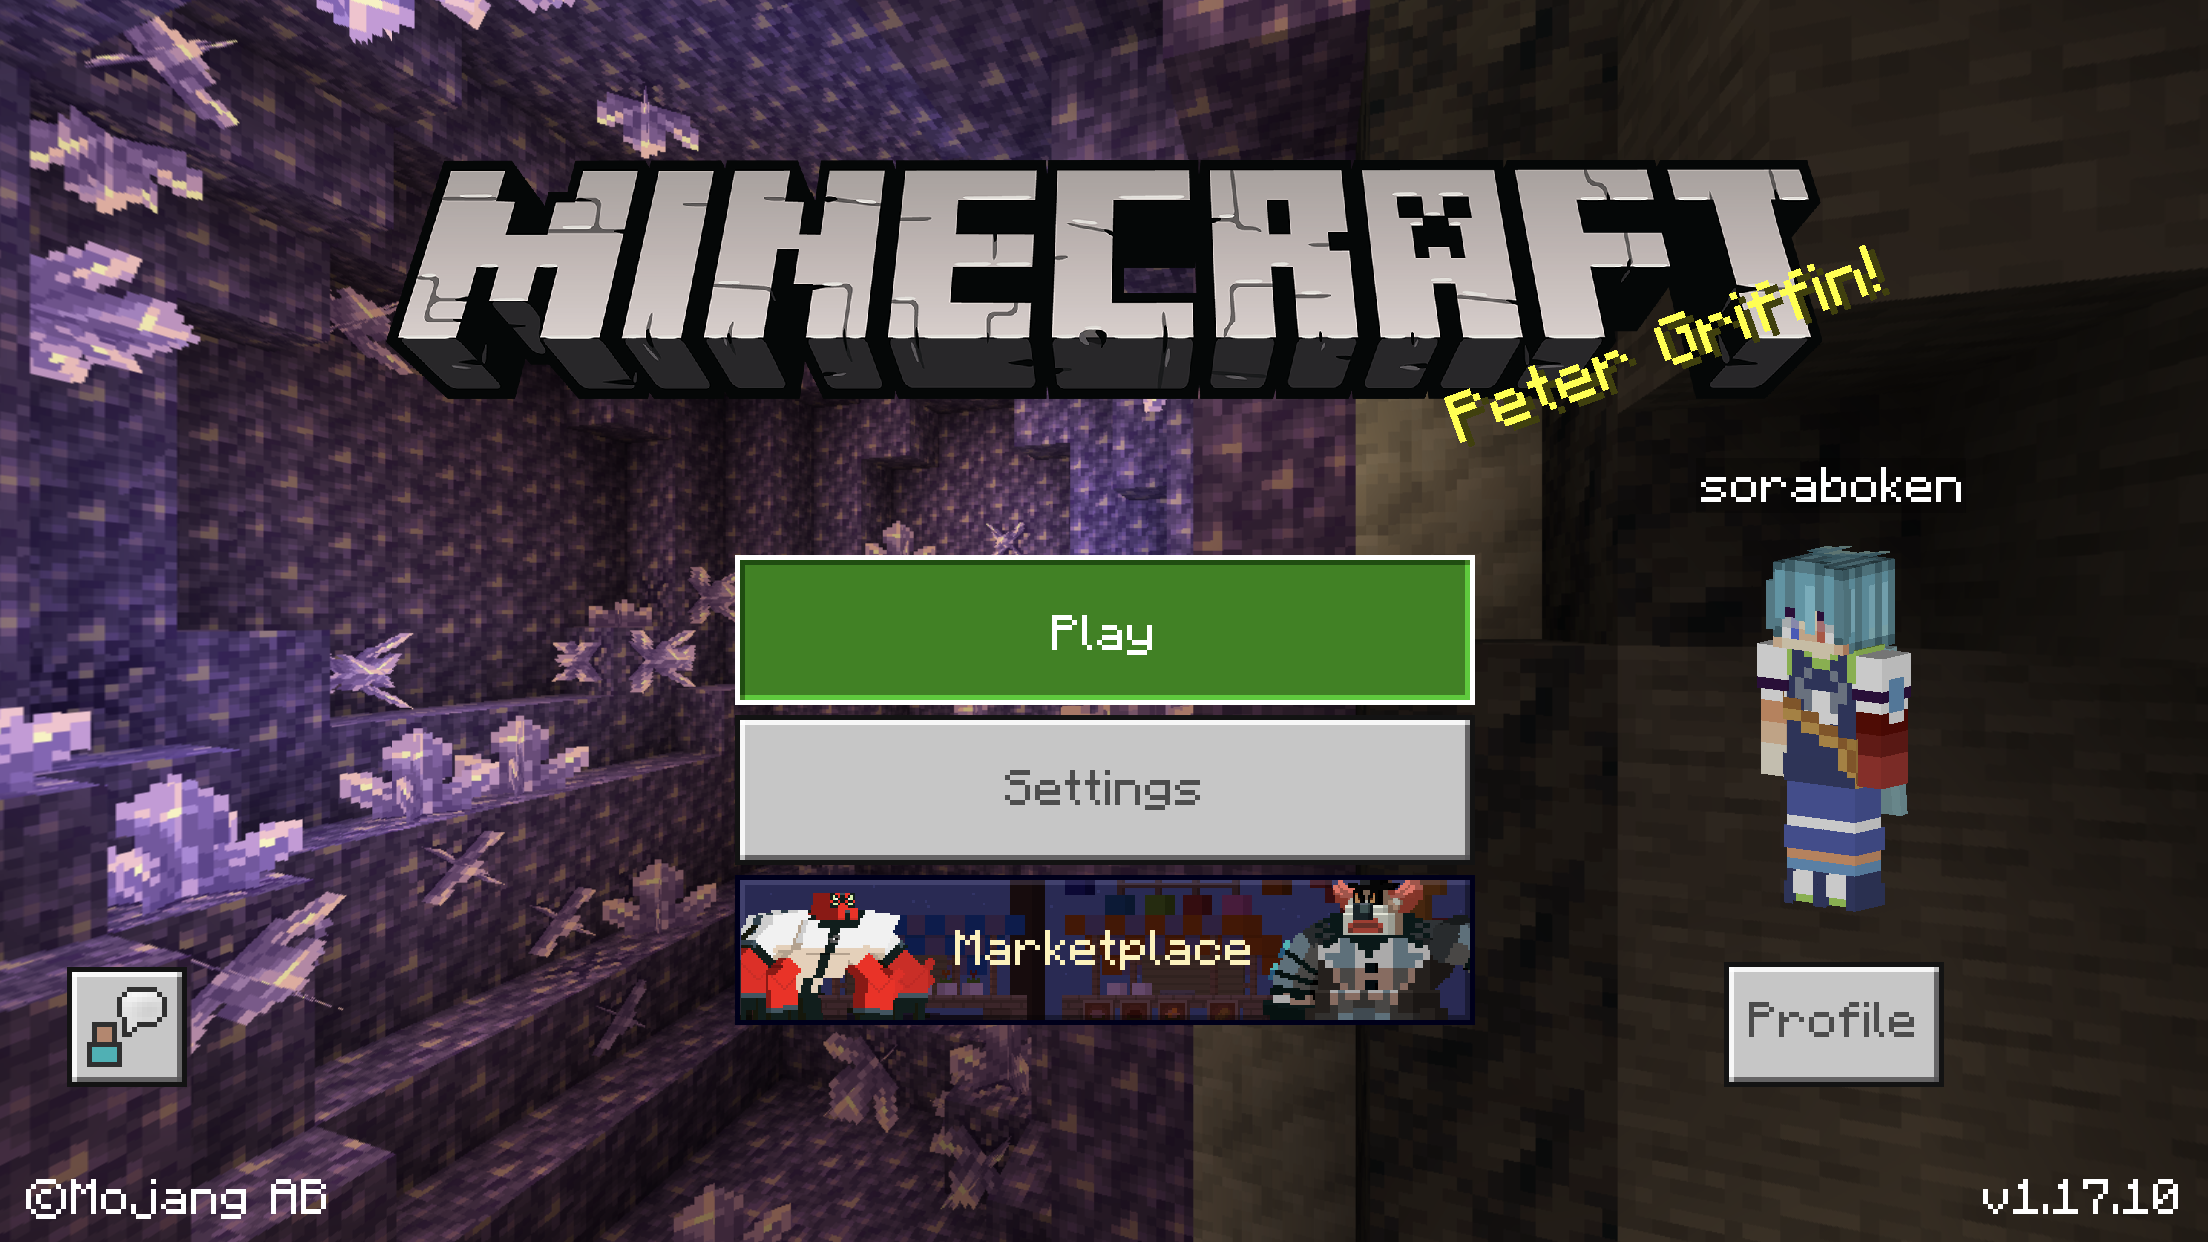 MINECRAFT
Peter Griffin!
soraboken
Play
Settings
Marketplace
Profile
©Mojang AB
v1.17.10